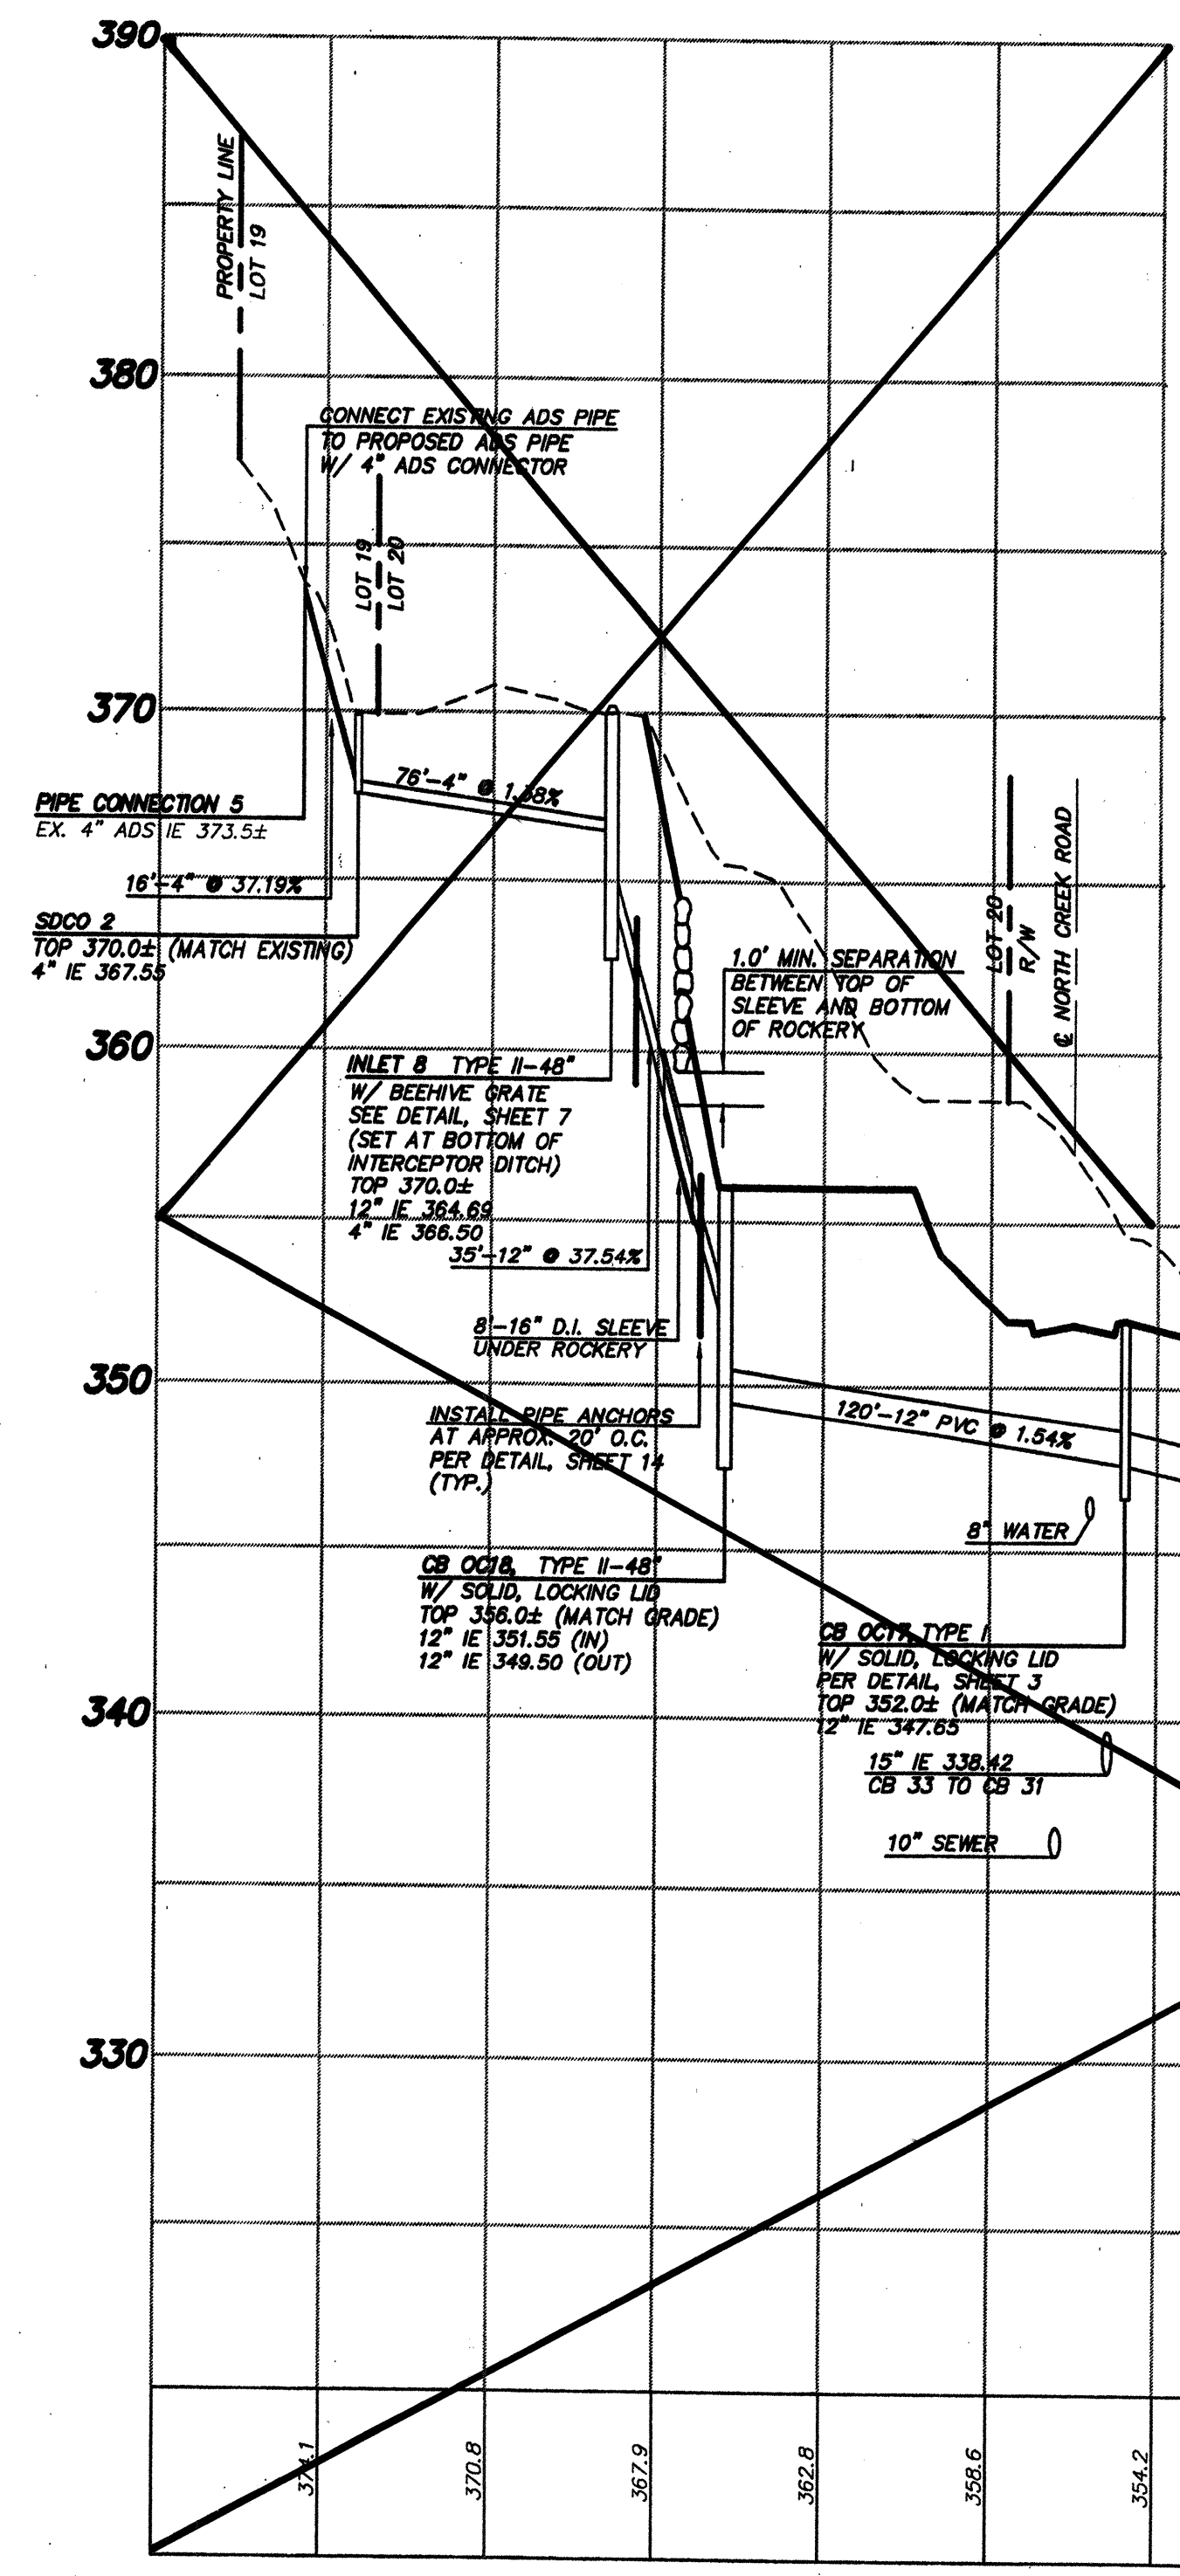 390
PROPERTY LINE
LOT 19
380
CONNECT EXISTING ADS PIPE
TO PROPOSED ADS PIPE
W/ 4" ADS CONNECTOR
LOT 19
LOT 20
370
76'-4" @ 1.38%
PIPE CONNECTION 5
EX. 4" ADS IE 373.5±
16'-4" @ 37.19%
SDCO 2
TOP 370.0± (MATCH EXISTING)
4" IE 367.55
LOT 20
R/W
℄ NORTH CREEK ROAD
1.0' MIN. SEPARATION
BETWEEN TOP OF
SLEEVE AND BOTTOM
OF ROCKERY
360
INLET 8 TYPE II-48"
W/ BEEHIVE GRATE
SEE DETAIL, SHEET 7
(SET AT BOTTOM OF
INTERCEPTOR DITCH)
TOP 370.0±
12" IE 364.69
4" IE 366.50
35'-12" @ 37.54%
8'-16" D.I. SLEEVE
UNDER ROCKERY
350
INSTALL PIPE ANCHORS
AT APPROX. 20' O.C.
PER DETAIL, SHEET 14
(TYP.)
120'-12" PVC @ 1.54%
8" WATER
CB OC18, TYPE II-48"
W/ SOLID, LOCKING LID
TOP 356.0± (MATCH GRADE)
12" IE 351.55 (IN)
12" IE 349.50 (OUT)
CB OC17, TYPE I
W/ SOLID, LOCKING LID
PER DETAIL, SHEET 3
TOP 352.0± (MATCH GRADE)
12" IE 347.65
340
15" IE 338.42
CB 33 TO CB 31
10" SEWER
330
374.1
370.8
367.9
362.8
358.6
354.2